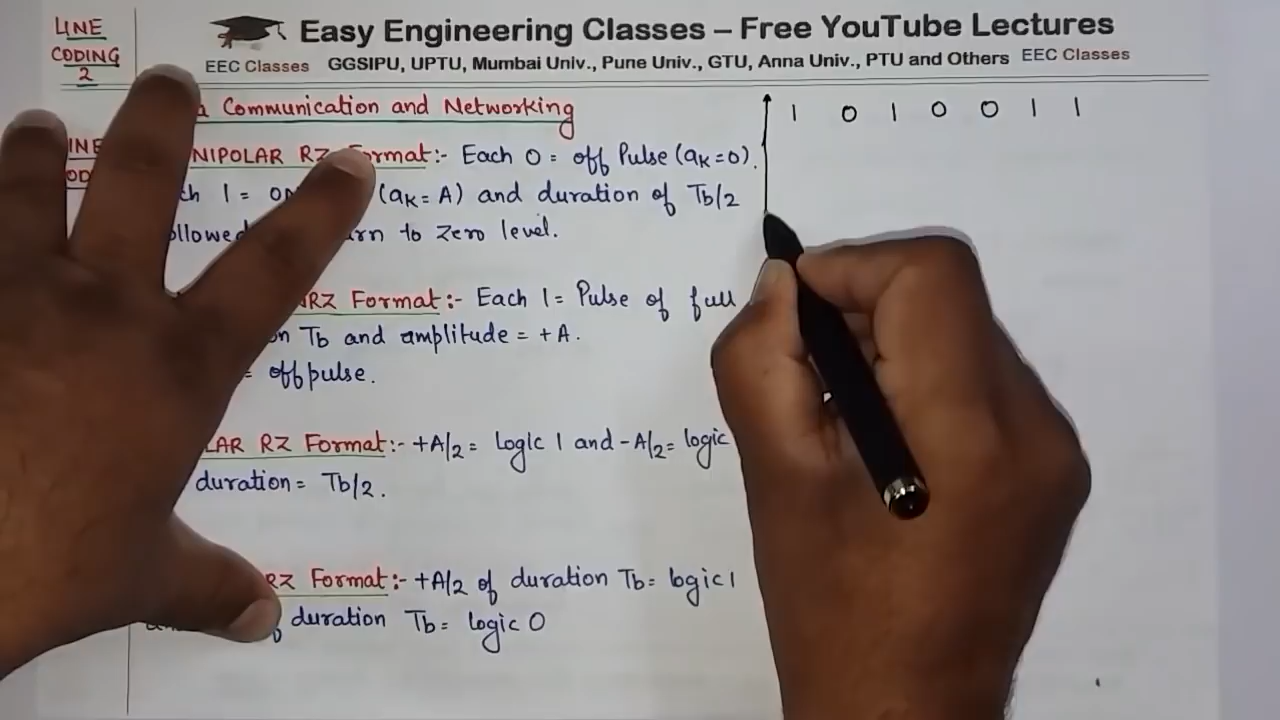 LINE
CODING
2
Easy Engineering Classes – Free YouTube Lectures
EEC Classes GGSIPU, UPTU, Mumbai Univ., Pune Univ., GTU, Anna Univ., PTU and Others EEC Classes
Communication and Networking
1 0 1 0 0 1 1
NIPOLAR RZ Format:- Each 0 = off Pulse (aK=0).
1 = (aK = A) and duration of Tb/2
to zero level.
RZ Format:- Each 1= Pulse of full
Tb and amplitude = +A.
= off pulse.
LAR RZ Format:- +A/2 = Logic 1 and -A/2= logic
duration = Tb/2.
RZ Format:- +A/2 of duration Tb= logic 1
duration Tb= logic 0